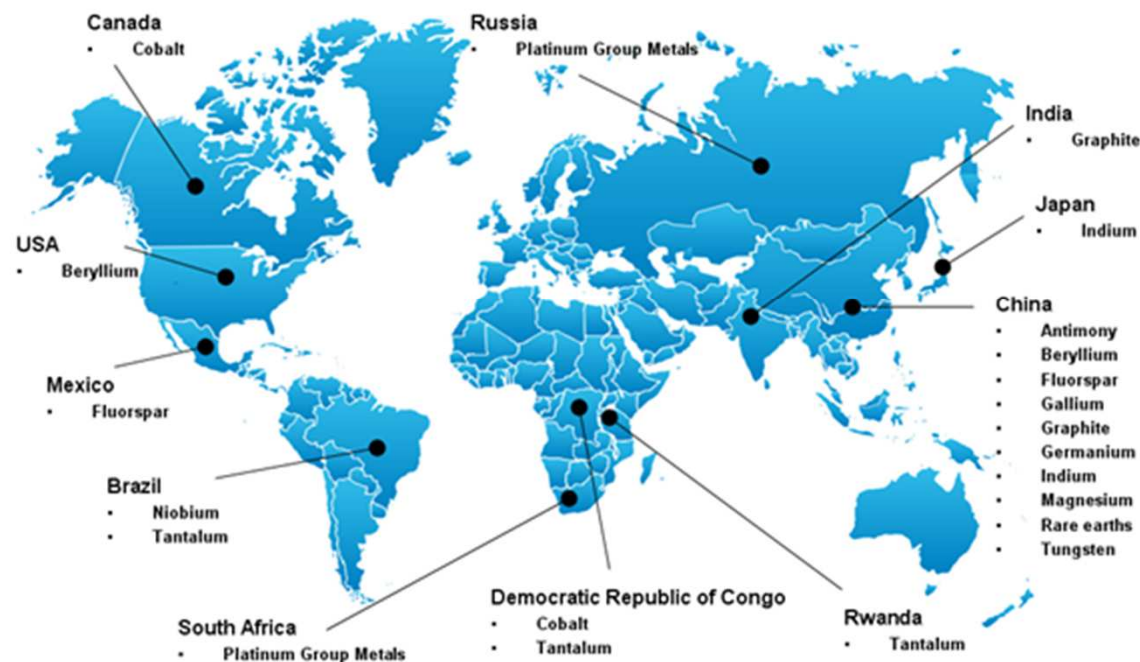 Canada
▪ Cobalt
Russia
▪ Platinum Group Metals
India
▪ Graphite
Japan
▪ Indium
USA
▪ Beryllium
China
▪ Antimony
▪ Beryllium
▪ Fluorspar
▪ Gallium
▪ Graphite
▪ Germanium
▪ Indium
▪ Magnesium
▪ Rare earths
▪ Tungsten
Mexico
▪ Fluorspar
Brazil
▪ Niobium
▪ Tantalum
South Africa
▪ Platinum Group Metals
Democratic Republic of Congo
▪ Cobalt
▪ Tantalum
Rwanda
▪ Tantalum